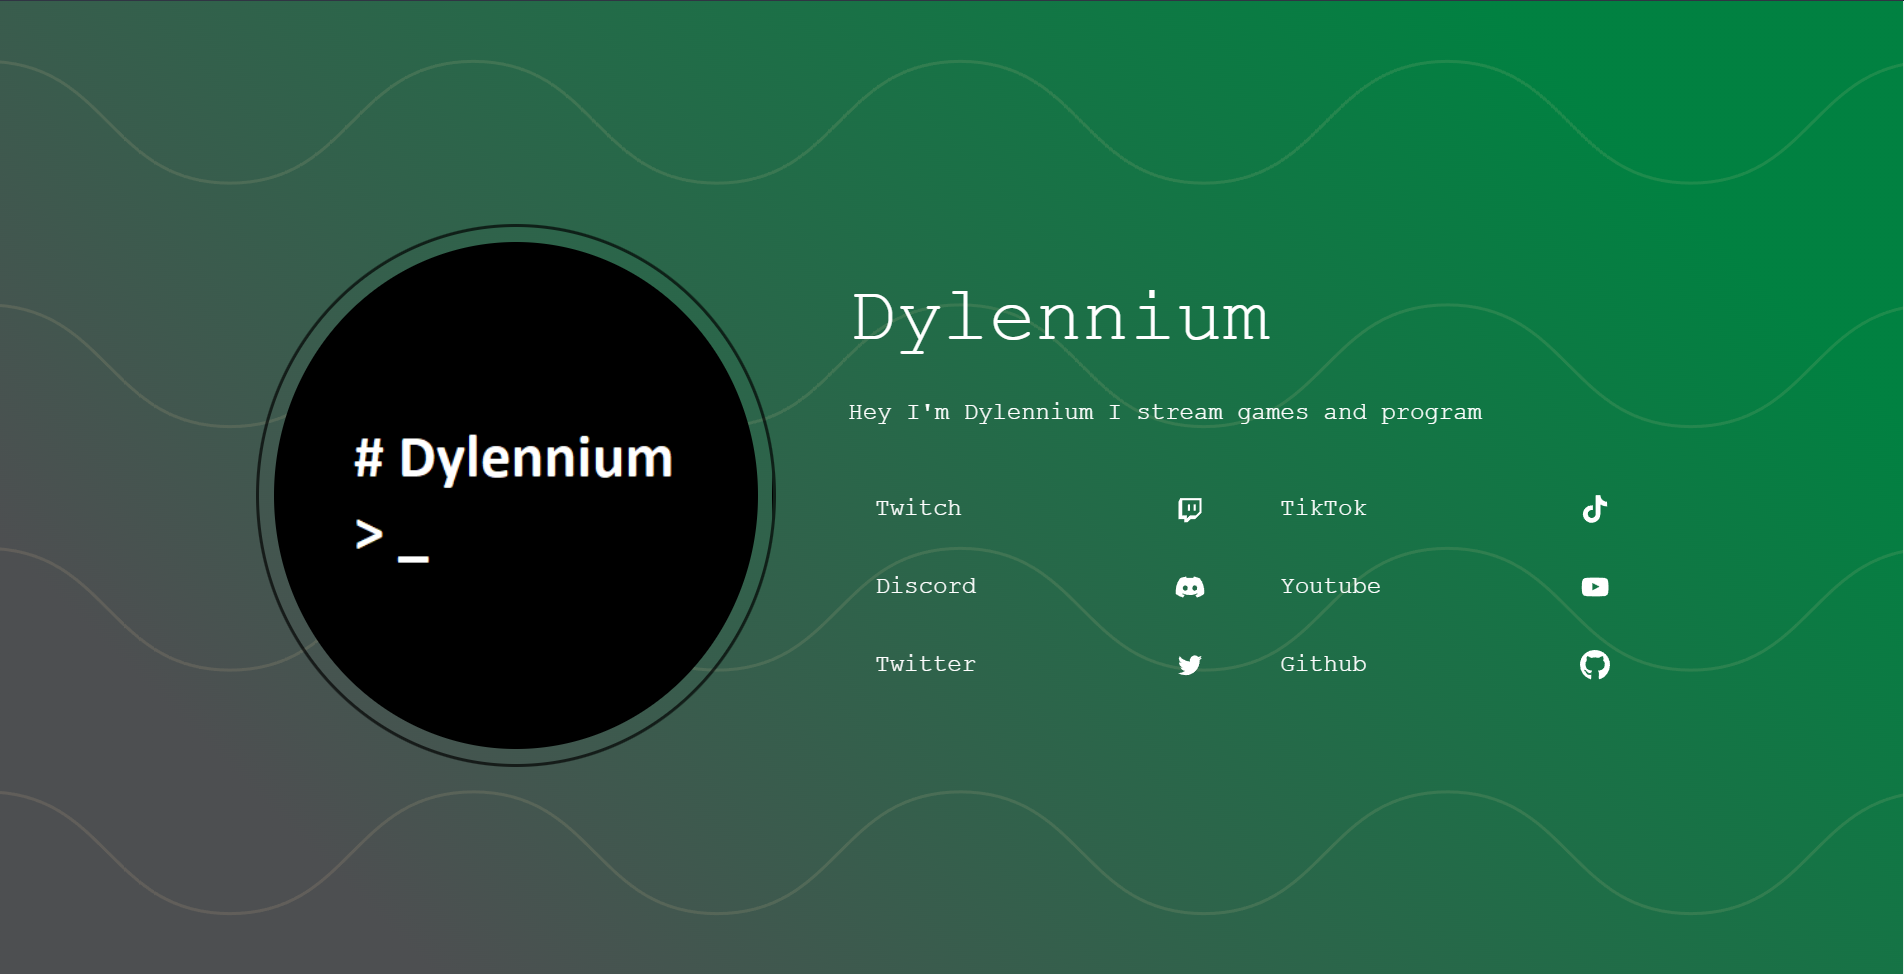 # Dylennium
> _
Dylennium
Hey I'm Dylennium I stream games and program
Twitch
TikTok
Discord
Youtube
Twitter
Github